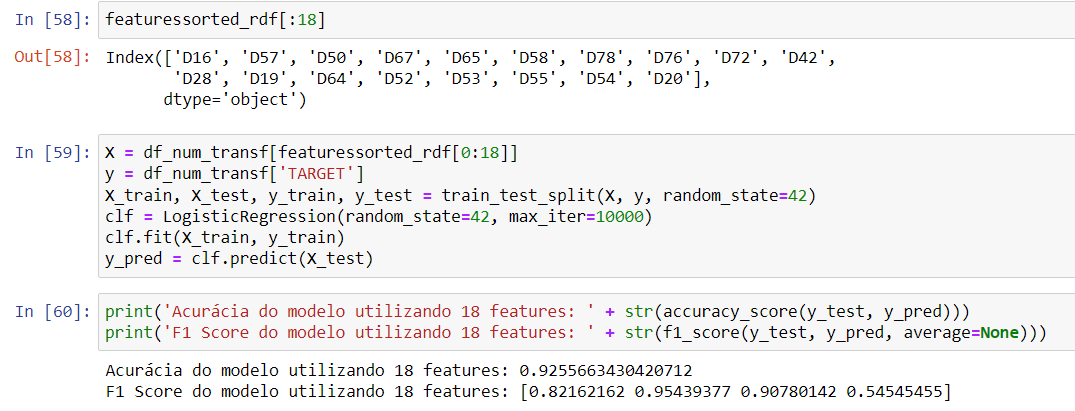 In [58]: featuressorted_rdf[:18]
Out[58]: Index(['D16', 'D57', 'D50', 'D67', 'D65', 'D58', 'D78', 'D76', 'D72', 'D42',
'D28', 'D19', 'D64', 'D52', 'D53', 'D55', 'D54', 'D20'],
dtype='object')
In [59]: X = df_num_transf[featuressorted_rdf[0:18]]
y = df_num_transf['TARGET']
X_train, X_test, y_train, y_test = train_test_split(X, y, random_state=42)
clf = LogisticRegression(random_state=42, max_iter=10000)
clf.fit(X_train, y_train)
y_pred = clf.predict(X_test)
In [60]: print('Acurácia do modelo utilizando 18 features: ' + str(accuracy_score(y_test, y_pred)))
print('F1 Score do modelo utilizando 18 features: ' + str(f1_score(y_test, y_pred, average=None)))
Acurácia do modelo utilizando 18 features: 0.9255663430420712
F1 Score do modelo utilizando 18 features: [0.82162162 0.95439377 0.90780142 0.54545455]